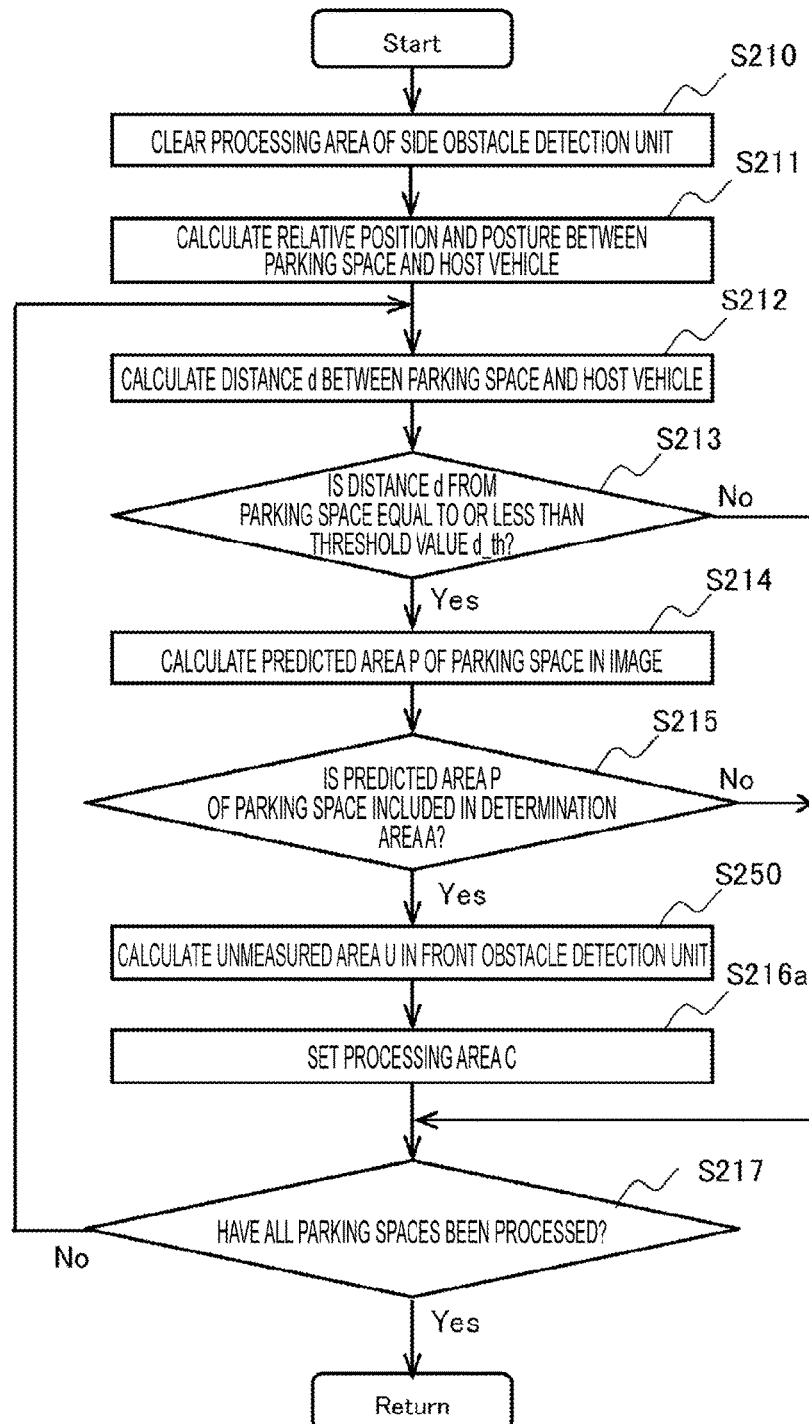 Start
S210
CLEAR PROCESSING AREA OF SIDE OBSTACLE DETECTION UNIT
S211
CALCULATE RELATIVE POSITION AND POSTURE BETWEEN
PARKING SPACE AND HOST VEHICLE
S212
CALCULATE DISTANCE d BETWEEN PARKING SPACE AND HOST VEHICLE
S213
IS DISTANCE d FROM
PARKING SPACE EQUAL TO OR LESS THAN
THRESHOLD VALUE d_th?
No
Yes
S214
CALCULATE PREDICTED AREA P OF PARKING SPACE IN IMAGE
S215
IS PREDICTED AREA P
OF PARKING SPACE INCLUDED IN DETERMINATION
AREA A?
No
Yes
S250
CALCULATE UNMEASURED AREA U IN FRONT OBSTACLE DETECTION UNIT
S216a
SET PROCESSING AREA C
S217
HAVE ALL PARKING SPACES BEEN PROCESSED?
No
Yes
Return